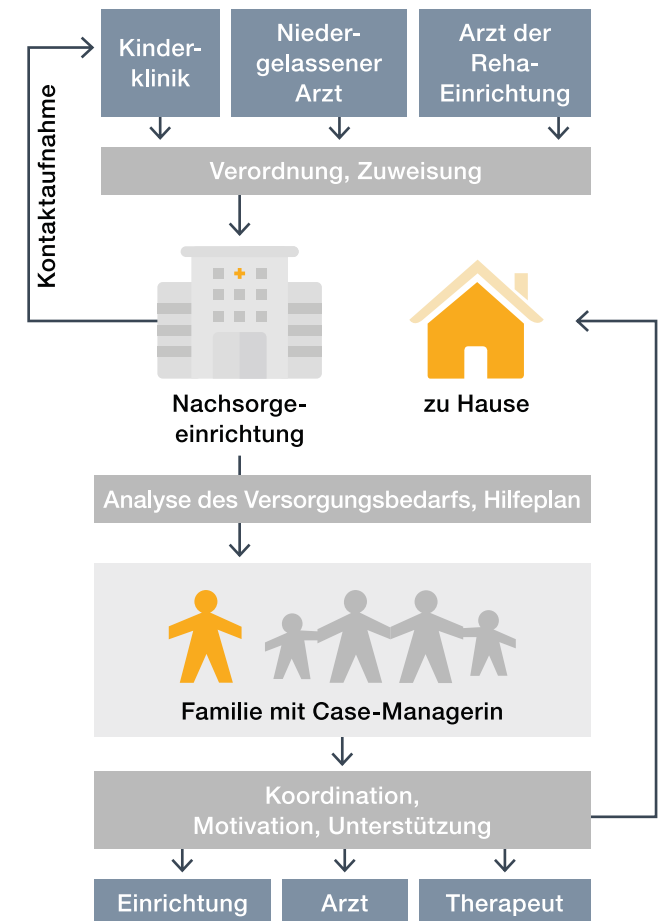 Kinder-
klinik
Nieder-
gelassener
Arzt
Arzt der
Reha-
Einrichtung
Kontaktaufnahme
Verordnung, Zuweisung
Nachsorge-
einrichtung
zu Hause
Analyse des Versorgungsbedarfs, Hilfeplan
Familie mit Case-Managerin
Koordination,
Motivation, Unterstützung
Einrichtung
Arzt
Therapeut